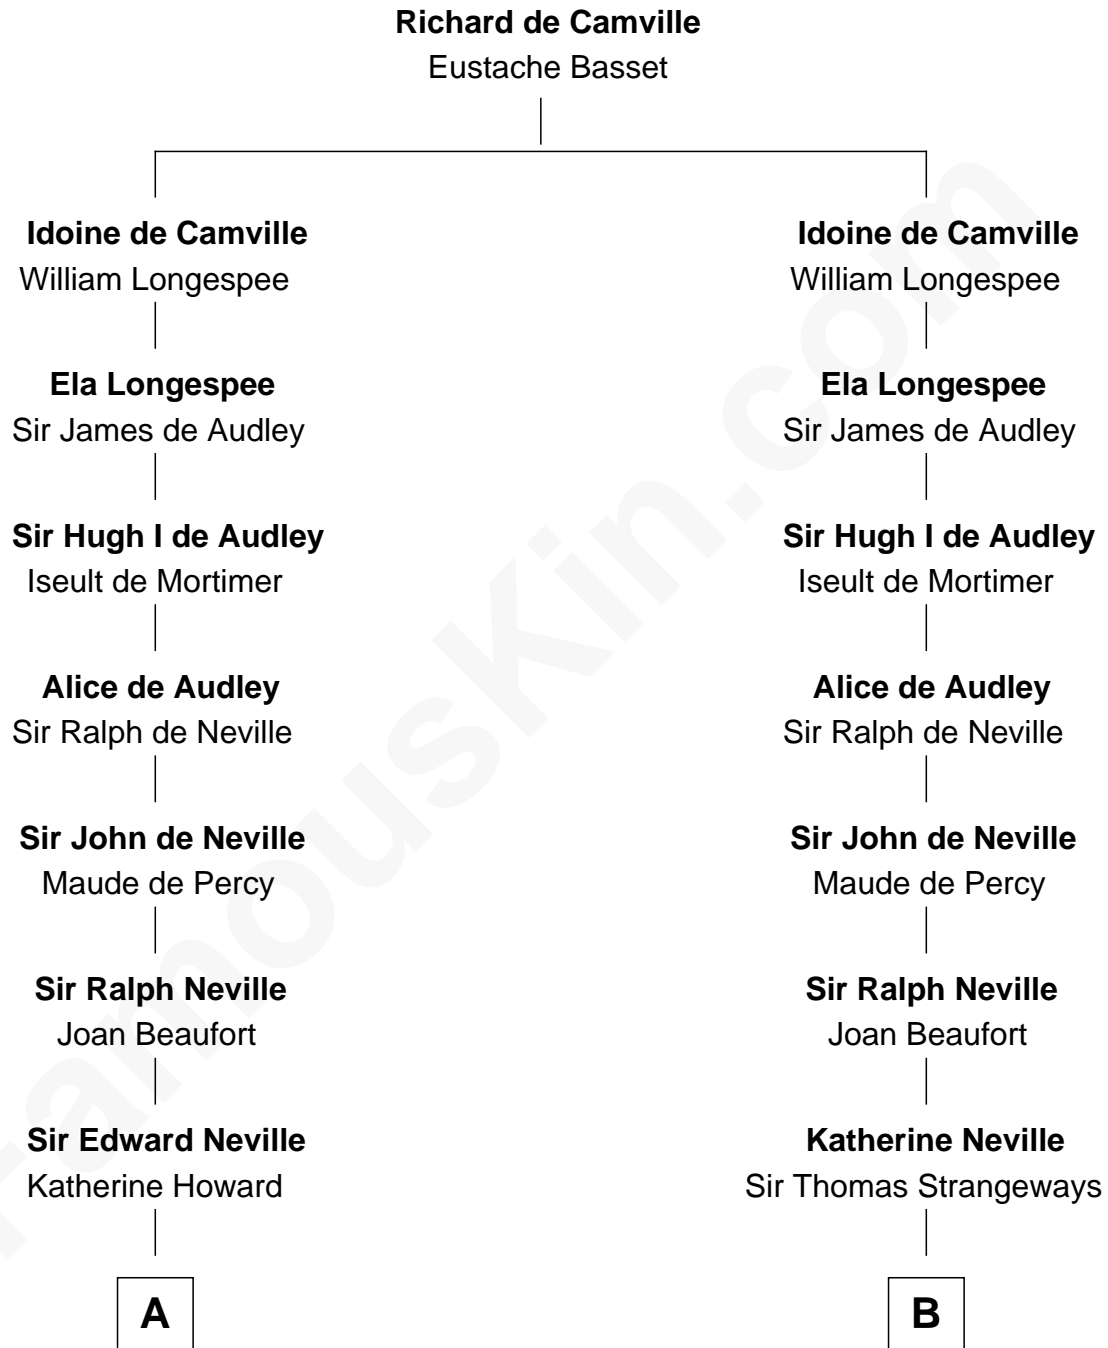 Richard de Camville
Eustache Basset
Idoine de Camville
William Longespee
Idoine de Camville
William Longespee
Ela Longespee
Sir James de Audley
Ela Longespee
Sir James de Audley
Sir Hugh I de Audley
Iseult de Mortimer
Sir Hugh I de Audley
Iseult de Mortimer
Alice de Audley
Sir Ralph de Neville
Alice de Audley
Sir Ralph de Neville
Sir John de Neville
Maude de Percy
Sir John de Neville
Maude de Percy
Sir Ralph Neville
Joan Beaufort
Sir Ralph Neville
Joan Beaufort
Sir Edward Neville
Katherine Howard
Katherine Neville
Sir Thomas Strangeways
A
B
FamousKin.com